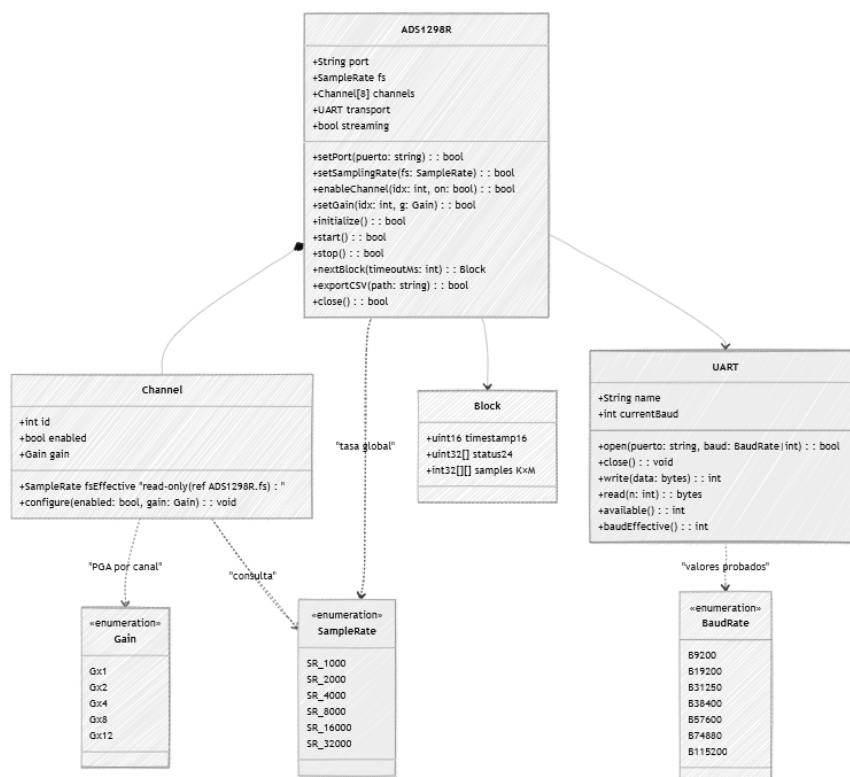 ADS1298R
+String port
+SampleRate fs
+Channel[8] channels
+UART transport
+bool streaming
+setPort(puerto: string) : : bool
+setSamplingRate(fs: SampleRate) : : bool
+enableChannel(idx: int, on: bool) : : bool
+setGain(idx: int, g: Gain) : : bool
+initialize() : : bool
+start() : : bool
+stop() : : bool
+nextBlock(timeoutMs: int) : : Block
+exportCSV(path: string) : : bool
+close() : : bool
Channel
+int id
+bool enabled
+Gain gain
+SampleRate fsEffective "read-only(ref ADS1298R.fs) : "
+configure(enabled: bool, gain: Gain) : : void
"tasa global"
Block
+uint16 timestamp16
+uint32[] status24
+int32[][] samples K×M
UART
+String name
+int currentBaud
+open(puerto: string, baud: BaudRate|int) : : bool
+close() : : void
+write(data: bytes) : : int
+read(n: int) : : bytes
+available() : : int
+baudEffective() : : int
"PGA por canal"
"consulta"
"valores probados"
«enumeration»
Gain
Gx1
Gx2
Gx4
Gx8
Gx12
«enumeration»
SampleRate
SR_1000
SR_2000
SR_4000
SR_8000
SR_16000
SR_32000
«enumeration»
BaudRate
B9200
B19200
B31250
B38400
B57600
B74880
B115200